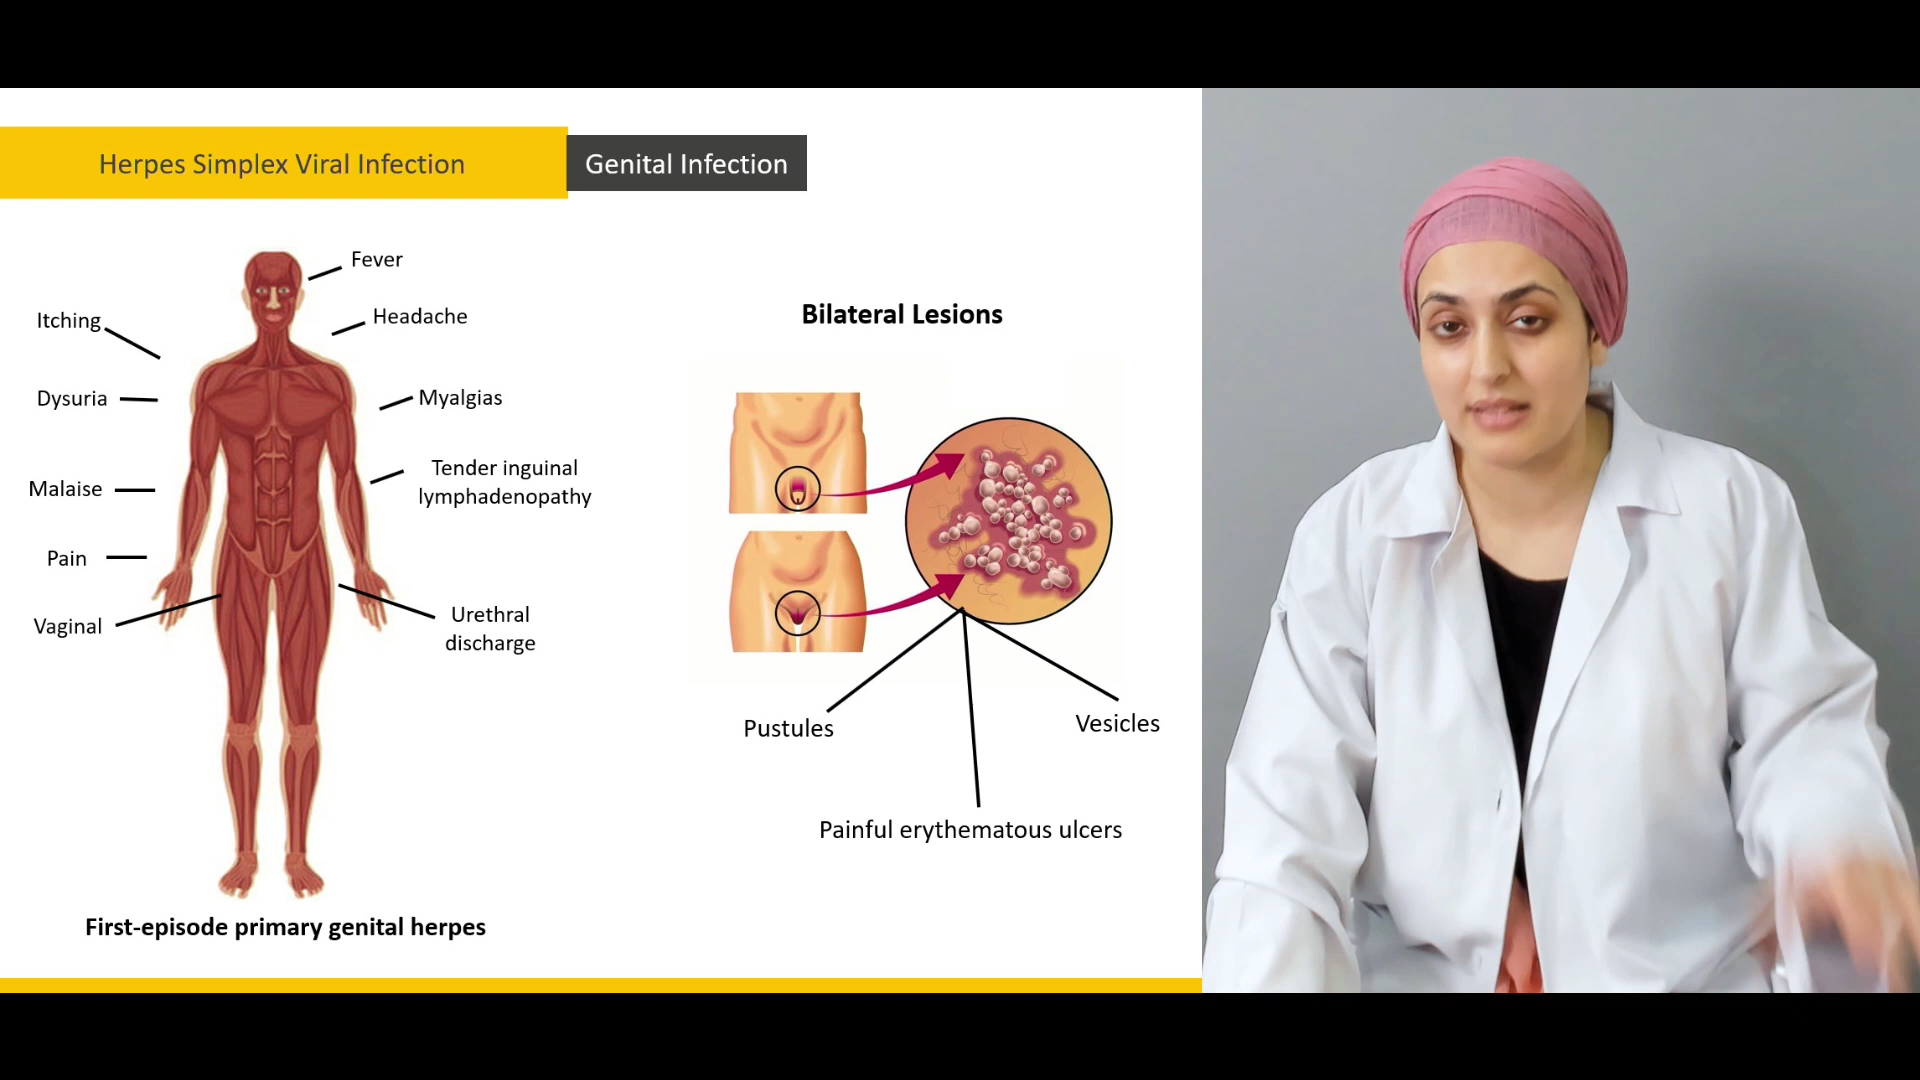 Herpes Simplex Viral Infection
Genital Infection
Fever
Headache
Itching
Dysuria
Myalgias
Malaise
Tender inguinal
lymphadenopathy
Pain
Vaginal
Urethral
discharge
First-episode primary genital herpes
Bilateral Lesions
Pustules
Vesicles
Painful erythematous ulcers